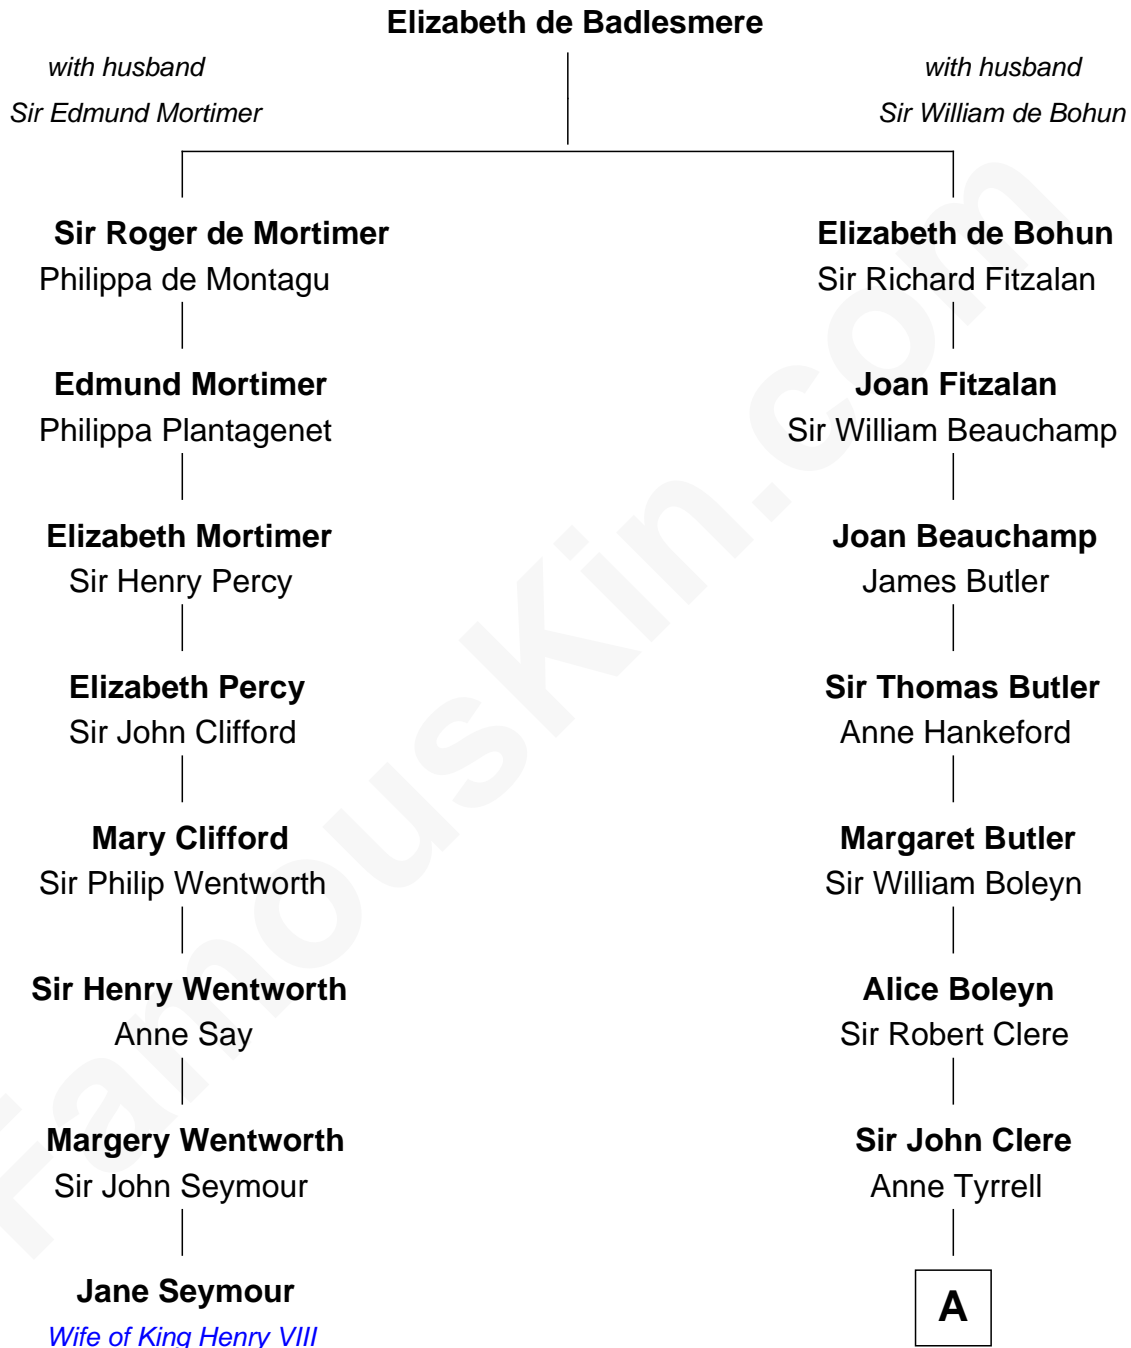 Elizabeth de Badlesmere
with husband
Sir Edmund Mortimer
with husband
Sir William de Bohun
Sir Roger de Mortimer
Philippa de Montagu
Edmund Mortimer
Philippa Plantagenet
Elizabeth Mortimer
Sir Henry Percy
Elizabeth Percy
Sir John Clifford
Mary Clifford
Sir Philip Wentworth
Sir Henry Wentworth
Anne Say
Margery Wentworth
Sir John Seymour
Jane Seymour
Wife of King Henry VIII
Elizabeth de Bohun
Sir Richard Fitzalan
Joan Fitzalan
Sir William Beauchamp
Joan Beauchamp
James Butler
Sir Thomas Butler
Anne Hankeford
Margaret Butler
Sir William Boleyn
Alice Boleyn
Sir Robert Clere
Sir John Clere
Anne Tyrrell
A
FamousKin.com